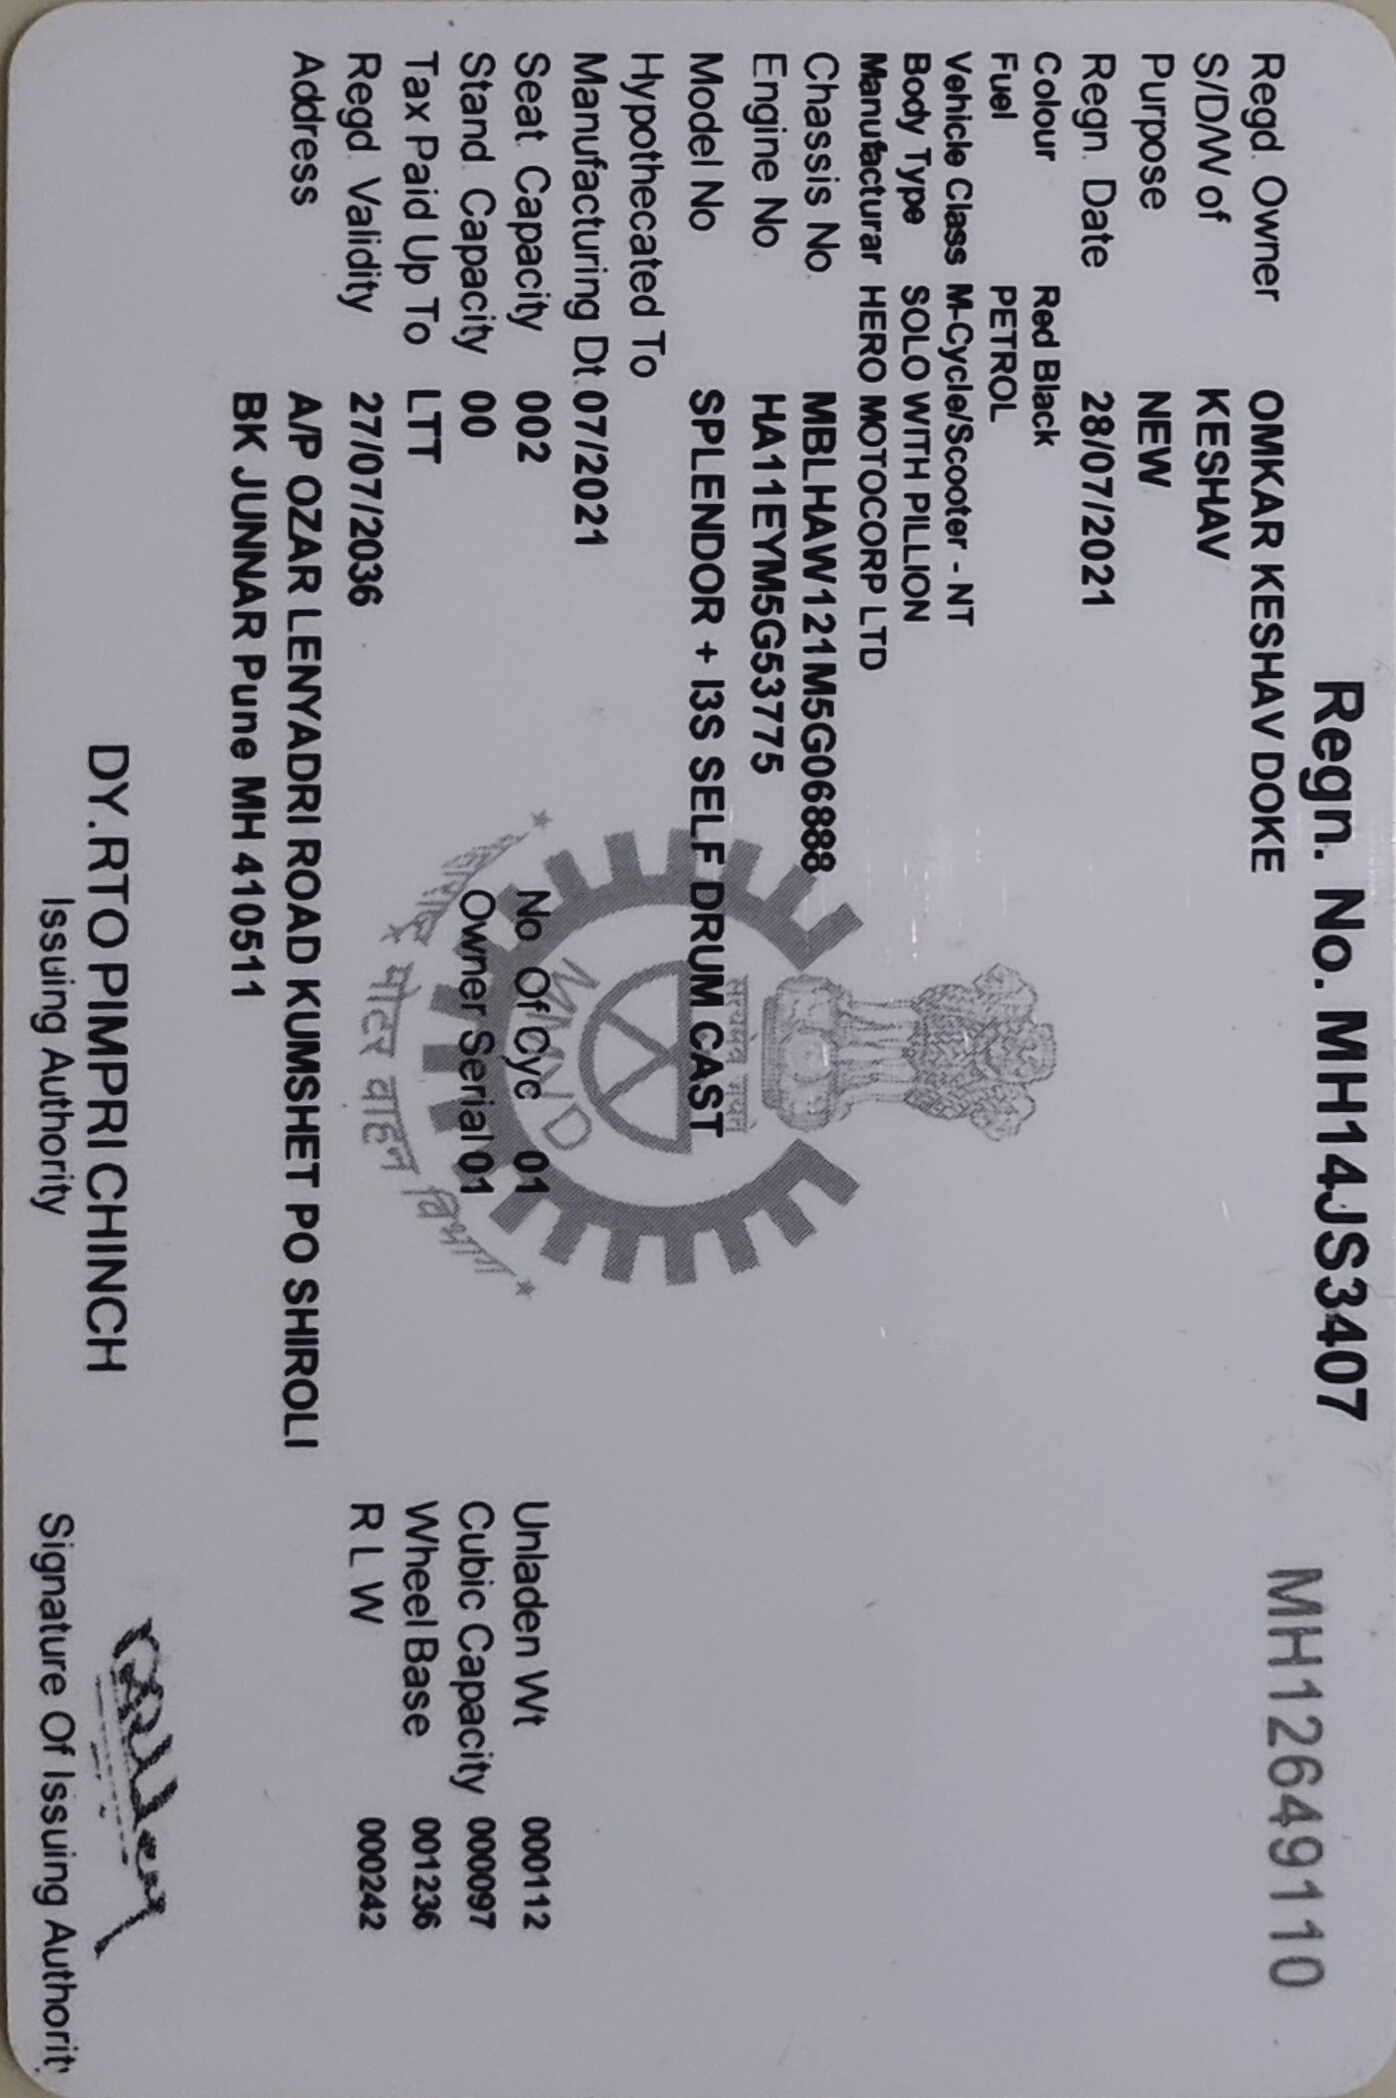 Regn. No. MH14JS3407 MH12649110
Regd. Owner OMKAR KESHAV DOKE
S/D/W of KESHAV
Purpose NEW
Regn. Date 28/07/2021
Colour Red Black
Fuel PETROL
Vehicle Class M-Cycle/Scooter - NT
Body Type SOLO WITH PILLION
Manufacturar HERO MOTOCORP LTD
Chassis No. MBLHAW121M5G06888
Engine No. HA11EYM5G53775
सत्यमेव जयते
Model No SPLENDOR + I3S SELF DRUM CAST
Hypothecated To
Manufacturing Dt. 07/2021
Seat. Capacity 002 No. Of Cyc 01 Unladen Wt 000112
Stand. Capacity 00 Owner Serial 01 Cubic Capacity 000097
Tax Paid Up To LTT Wheel Base 001236
Regd. Validity 27/07/2036 R L W 000242
मोटर वाहन विभाग
Address A/P OZAR LENYADRI ROAD KUMSHET PO SHIROLI
BK JUNNAR Pune MH 410511
DY.RTO PIMPRI CHINCH
Issuing Authority Signature Of Issuing Authorit